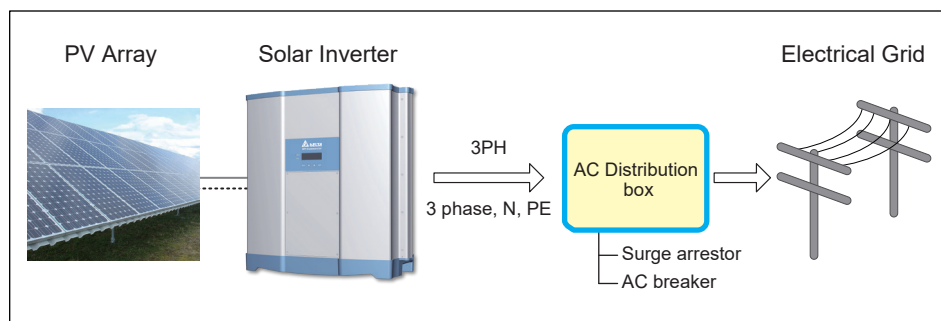 PV Array
Solar Inverter
Electrical Grid
3PH
3 phase, N, PE
AC Distribution
box
Surge arrestor
AC breaker